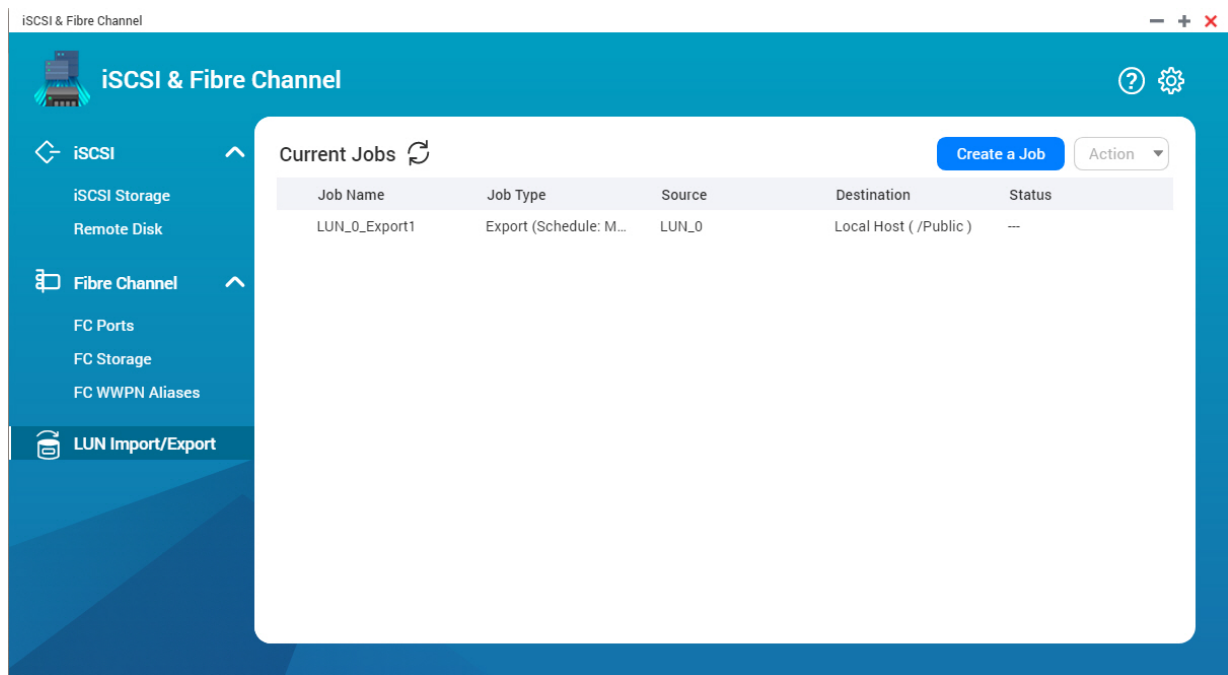 iSCSI & Fibre Channel
iSCSI & Fibre Channel
iSCSI
iSCSI Storage
Remote Disk
Fibre Channel
FC Ports
FC Storage
FC WWPN Aliases
LUN Import/Export
Current Jobs
Create a Job
Action
Job Name Job Type Source Destination Status
LUN_0_Export1 Export (Schedule: M... LUN_0 Local Host ( /Public ) ---